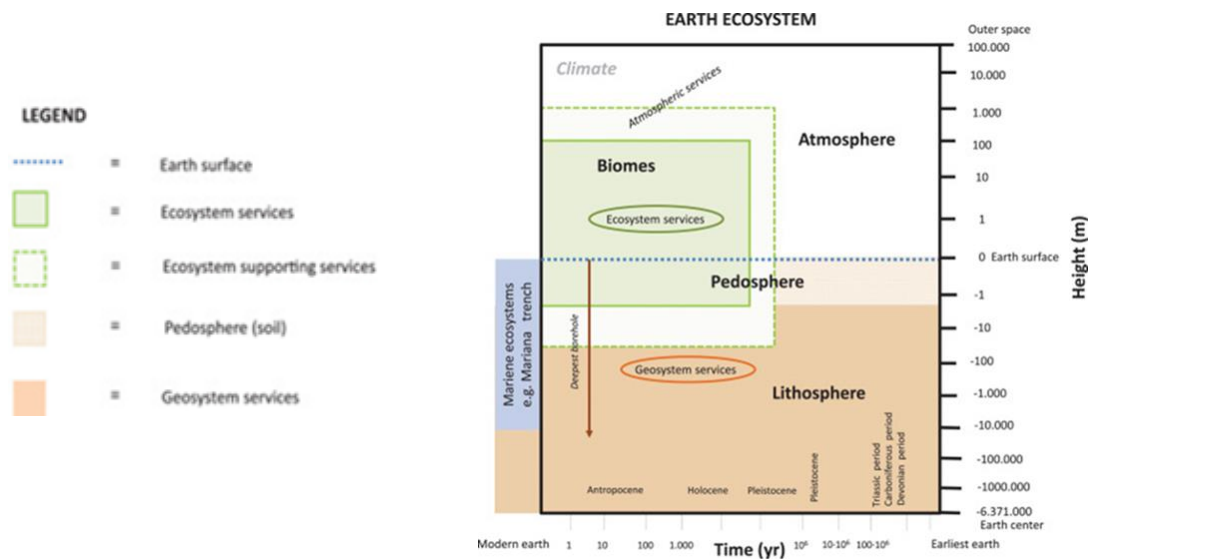 EARTH ECOSYSTEM
Outer space
100.000
Climate
10.000
Atmospheric services
1.000
LEGEND
Atmosphere
100
= Earth surface
Biomes
10
= Ecosystem services
Ecosystem services
1
Height (m)
= Ecosystem supporting services
0 Earth surface
Pedosphere
-1
= Pedosphere (soil)
-10
Mariene ecosystems
e.g. Mariana trench
Deepest borehole
Geosystem services
-100
= Geosystem services
Lithosphere
-1.000
-10.000
-100.000
Antropocene
Holocene
Pleistocene
Pleistocene
Triassic period
Carboniferous period
Devonian period
-1000.000
-6.371.000
Earth center
Modern earth 1 10 100 1.000 Time (yr) 10⁶ 10·10⁶ 100·10⁶ Earliest earth